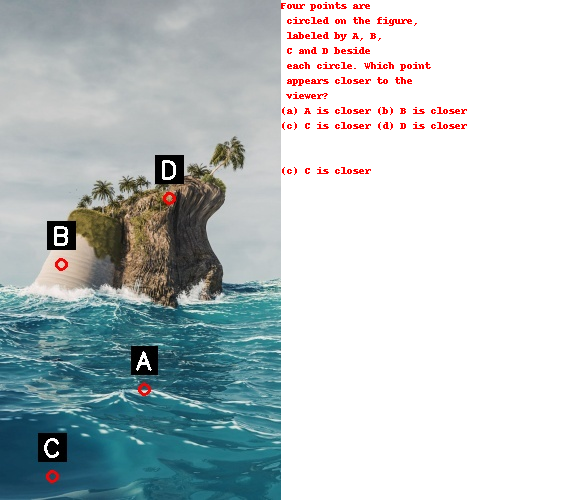 Four points are
circled on the figure,
labeled by A, B,
C and D beside
each circle. Which point
appears closer to the
viewer?
(a) A is closer (b) B is closer
(c) C is closer (d) D is closer
(c) C is closer
D
B
A
C